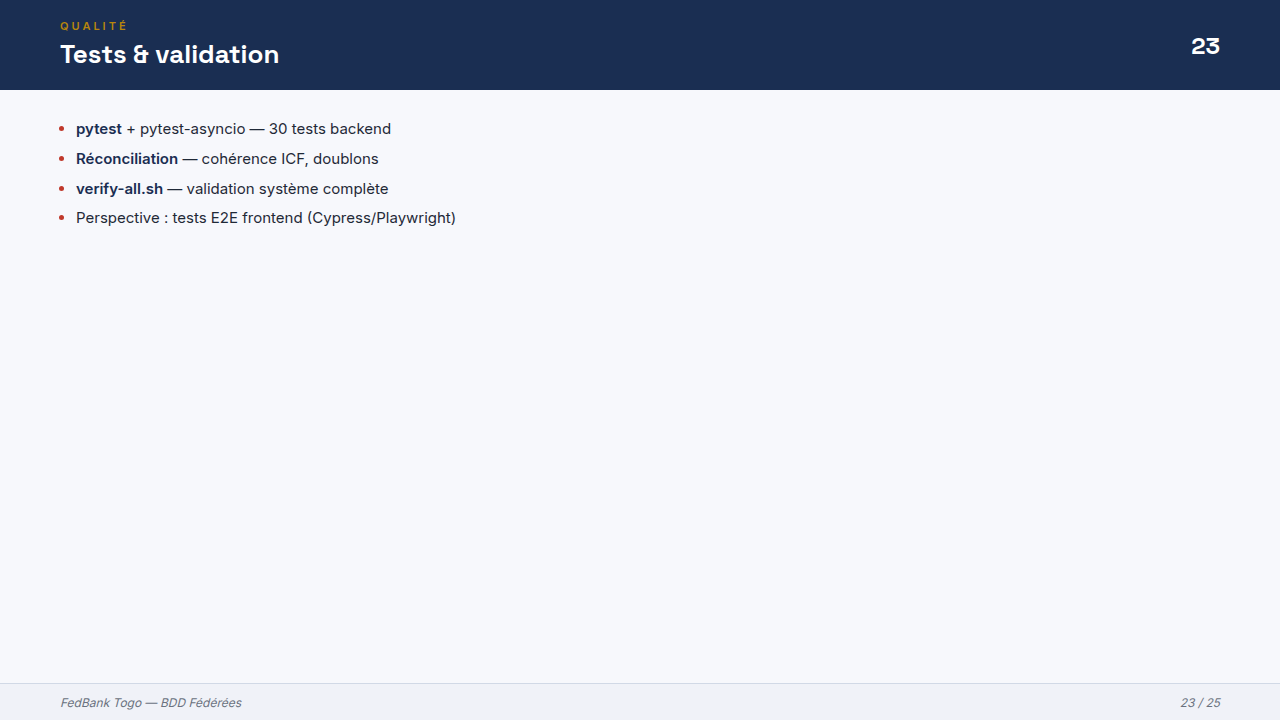 QUALITÉ
Tests & validation
23
• pytest + pytest-asyncio — 30 tests backend
• Réconciliation — cohérence ICF, doublons
• verify-all.sh — validation système complète
• Perspective : tests E2E frontend (Cypress/Playwright)
FedBank Togo — BDD Fédérées
23 / 25